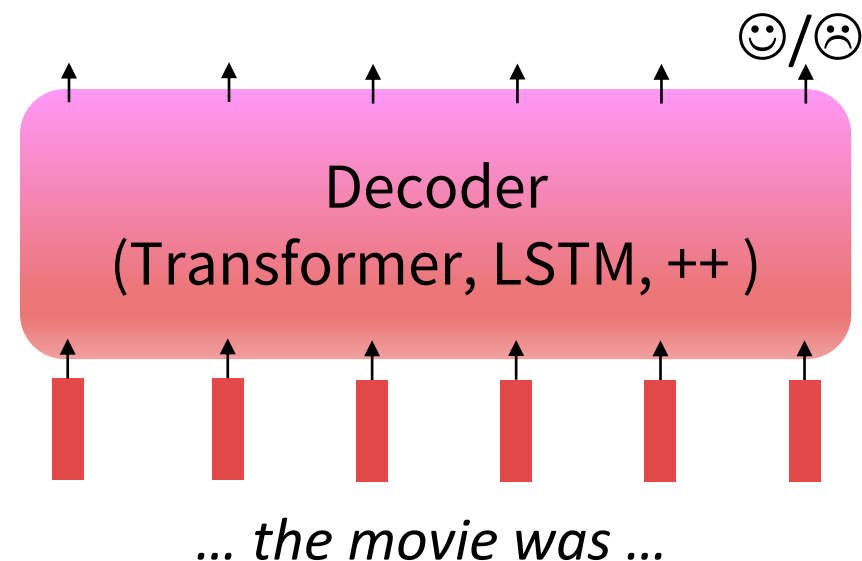 ☺/☹
Decoder
(Transformer, LSTM, ++ )
… the movie was …